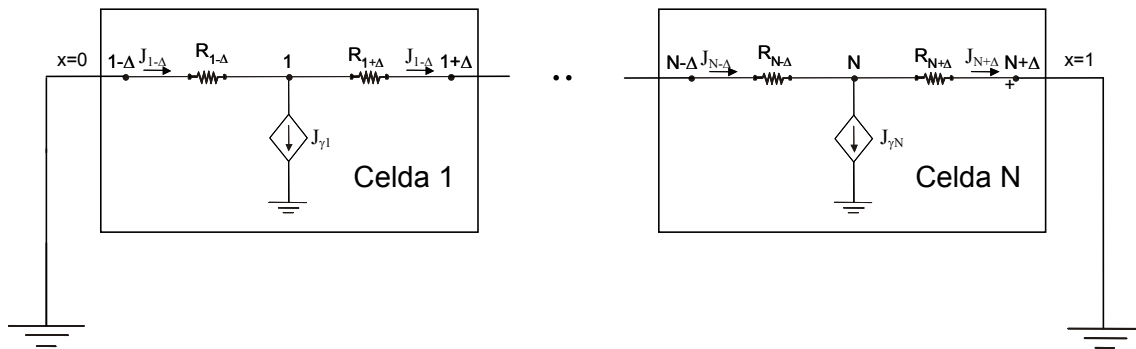 x=0
1-Δ
J1-Δ
R1-Δ
1
R1+Δ
J1-Δ
1+Δ
Jγ1
Celda 1
..
N-Δ
JN-Δ
RN-Δ
N
RN+Δ
JN+Δ
N+Δ
+
x=1
JγN
Celda N